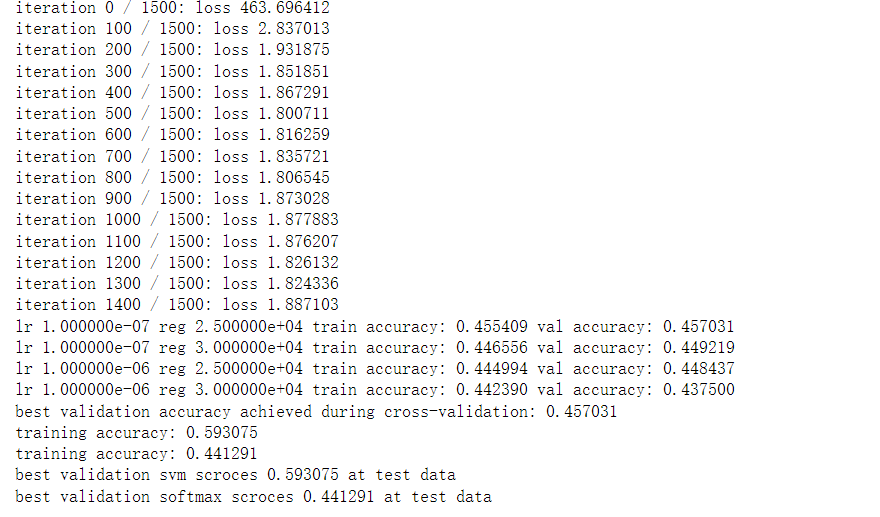 iteration 0 / 1500: loss 463.696412
iteration 100 / 1500: loss 2.837013
iteration 200 / 1500: loss 1.931875
iteration 300 / 1500: loss 1.851851
iteration 400 / 1500: loss 1.867291
iteration 500 / 1500: loss 1.800711
iteration 600 / 1500: loss 1.816259
iteration 700 / 1500: loss 1.835721
iteration 800 / 1500: loss 1.806545
iteration 900 / 1500: loss 1.873028
iteration 1000 / 1500: loss 1.877883
iteration 1100 / 1500: loss 1.876207
iteration 1200 / 1500: loss 1.826132
iteration 1300 / 1500: loss 1.824336
iteration 1400 / 1500: loss 1.887103
lr 1.000000e-07 reg 2.500000e+04 train accuracy: 0.455409 val accuracy: 0.457031
lr 1.000000e-07 reg 3.000000e+04 train accuracy: 0.446556 val accuracy: 0.449219
lr 1.000000e-06 reg 2.500000e+04 train accuracy: 0.444994 val accuracy: 0.448437
lr 1.000000e-06 reg 3.000000e+04 train accuracy: 0.442390 val accuracy: 0.437500
best validation accuracy achieved during cross-validation: 0.457031
training accuracy: 0.593075
training accuracy: 0.441291
best validation svm scroces 0.593075 at test data
best validation softmax scroces 0.441291 at test data